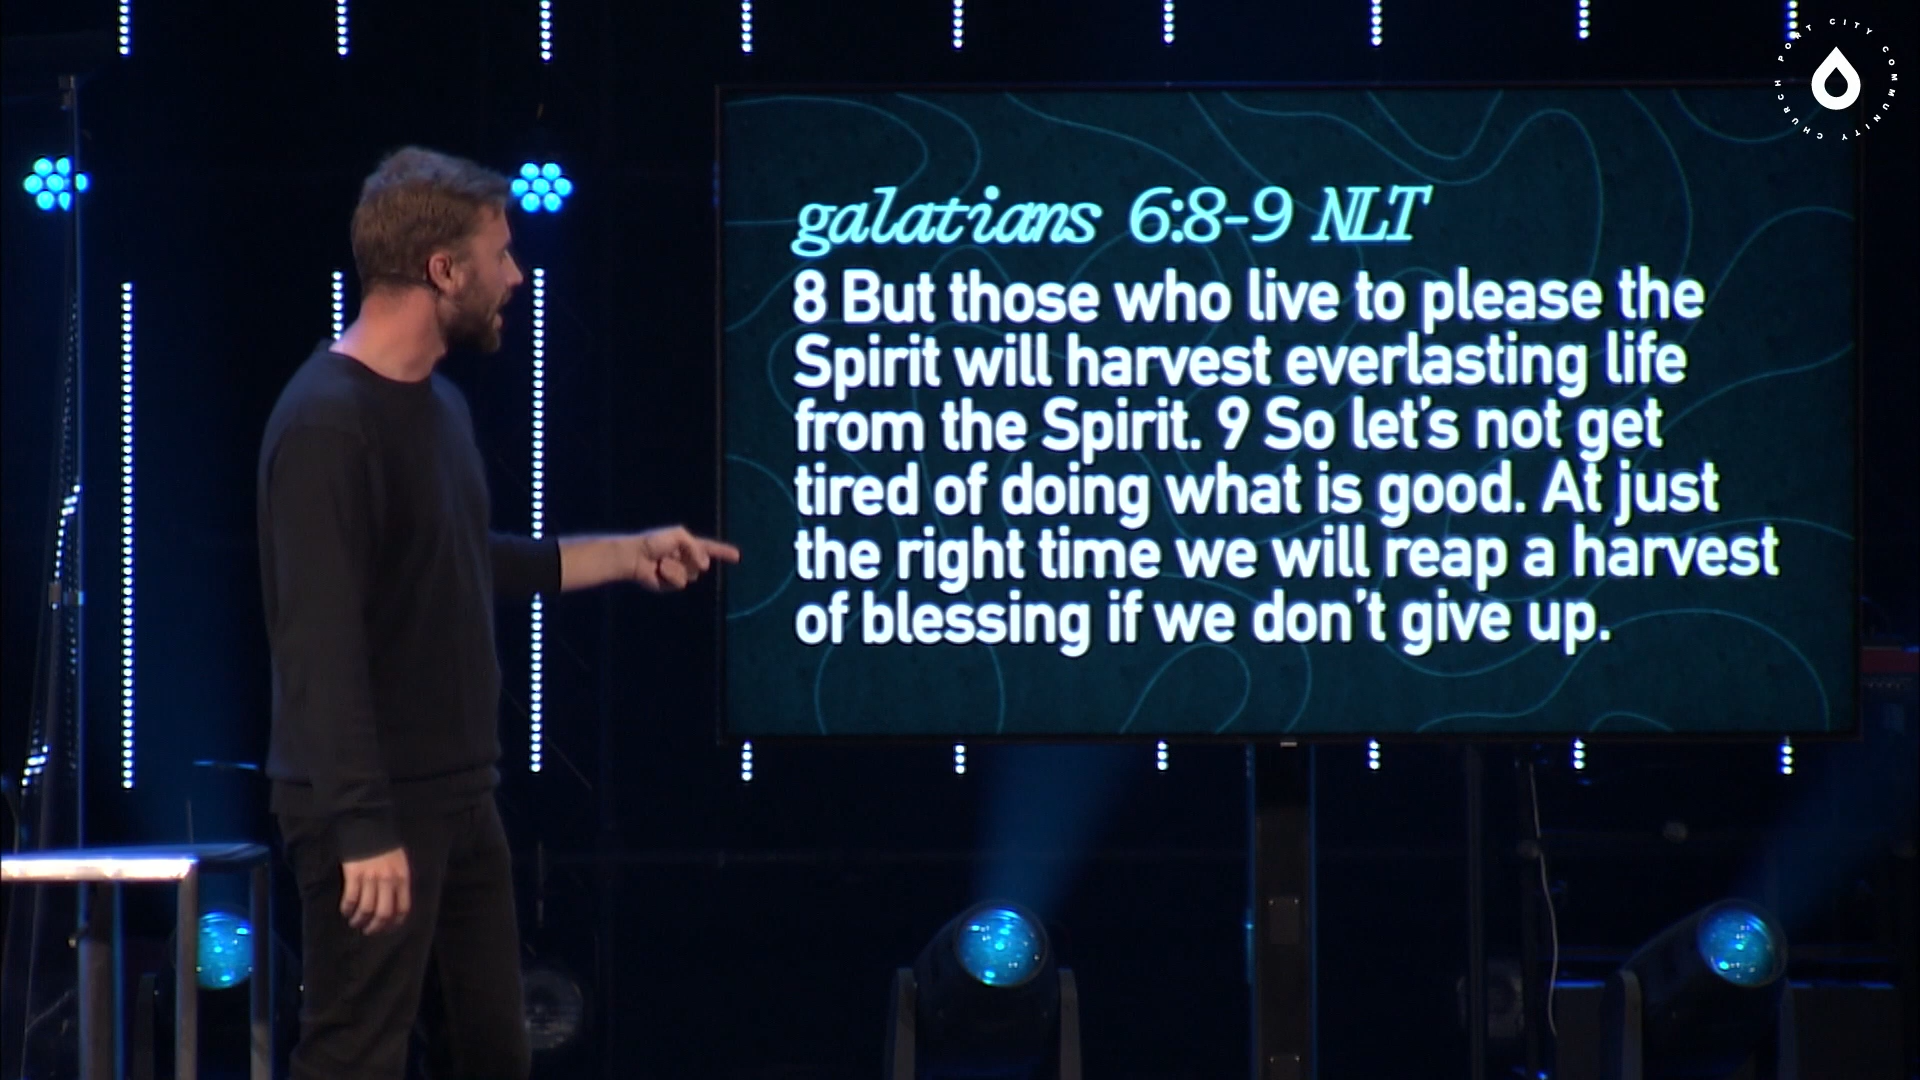 PORT CITY COMMUNITY CHURCH
galatians 6:8-9 NLT
8 But those who live to please the
Spirit will harvest everlasting life
from the Spirit. 9 So let's not get
tired of doing what is good. At just
the right time we will reap a harvest
of blessing if we don't give up.